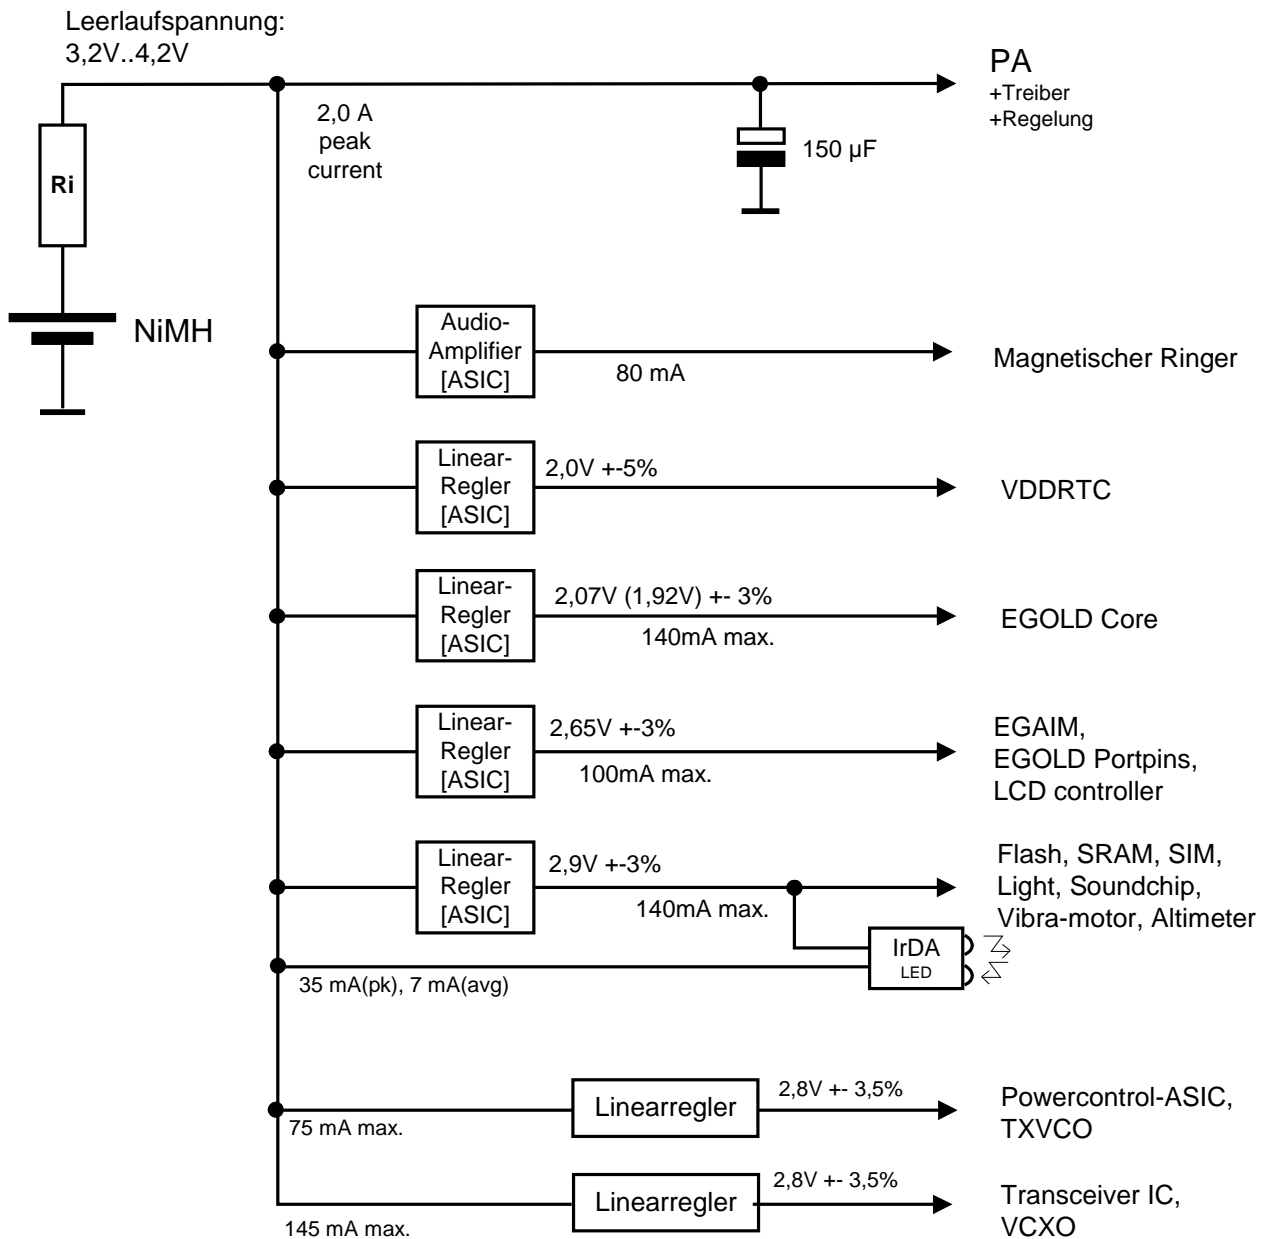 Leerlaufspannung:
3,2V..4,2V
PA
+Treiber
+Regelung
2,0 A
peak
current
150 µF
Ri
NiMH
Audio-
Amplifier
[ASIC]
80 mA
Magnetischer Ringer
Linear-
Regler
[ASIC]
2,0V +-5%
VDDRTC
Linear-
Regler
[ASIC]
2,07V (1,92V) +- 3%
140mA max.
EGOLD Core
Linear-
Regler
[ASIC]
2,65V +-3%
100mA max.
EGAIM,
EGOLD Portpins,
LCD controller
Linear-
Regler
[ASIC]
2,9V +-3%
140mA max.
Flash, SRAM, SIM,
Light, Soundchip,
Vibra-motor, Altimeter
IrDA
LED
35 mA(pk), 7 mA(avg)
75 mA max.
Linearregler
2,8V +- 3,5%
Powercontrol-ASIC,
TXVCO
145 mA max.
Linearregler
2,8V +- 3,5%
Transceiver IC,
VCXO